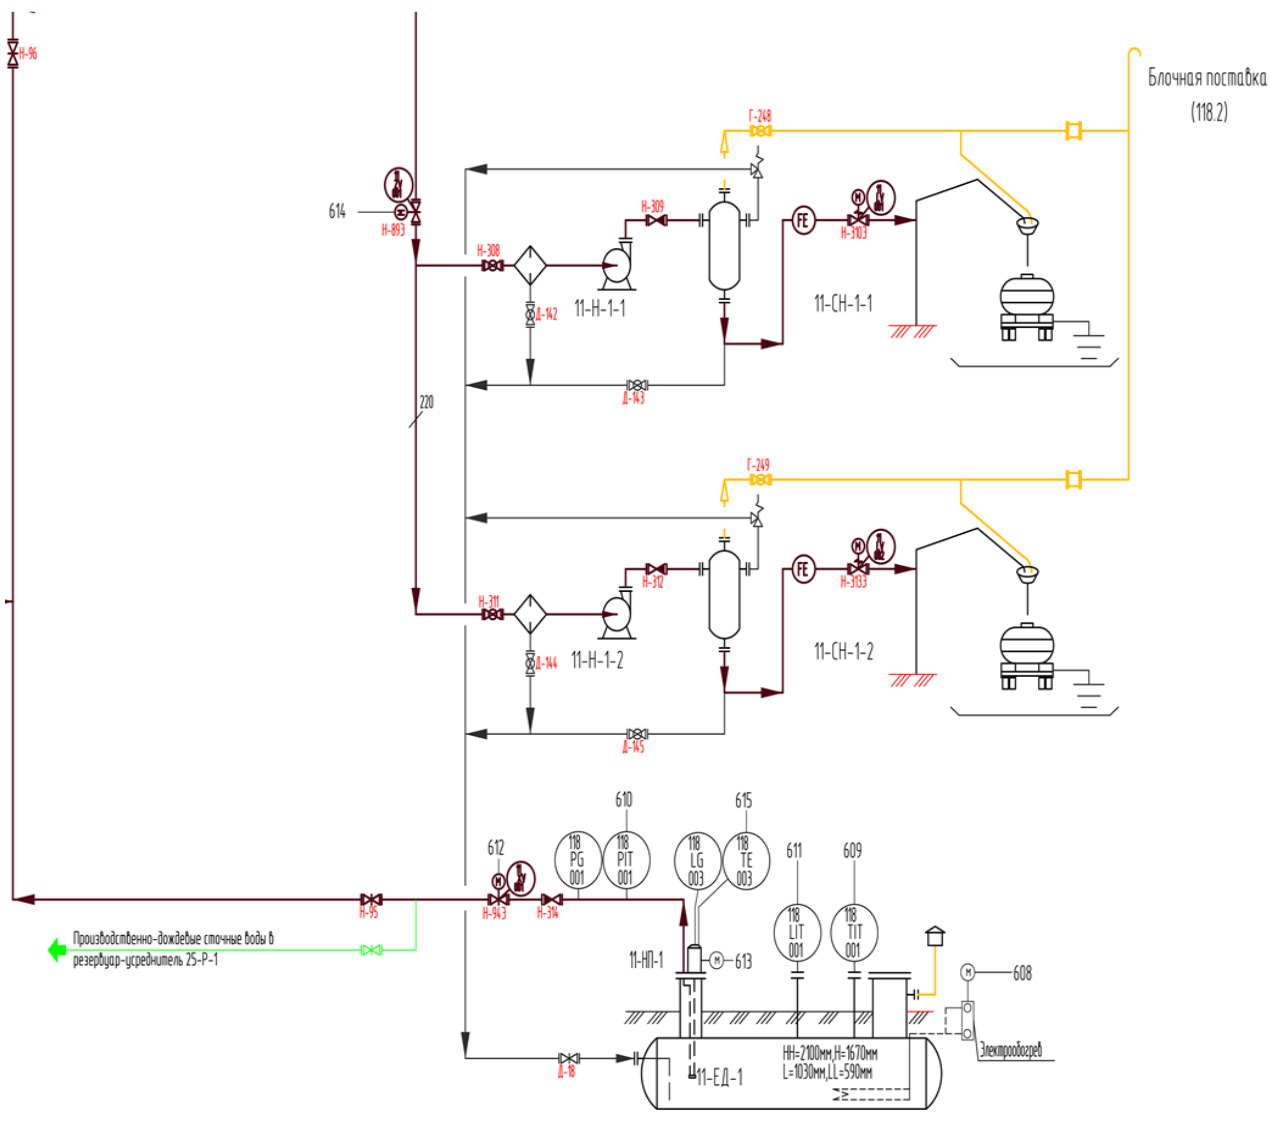 Н-96
Блочная поставка
(118.2)
Г-248
614
Н-893
Н-309
FE
М
Н-3103
Н-308
11-Н-1-1
11-СН-1-1
Д-142
220
Д-143
Г-249
Н-312
FE
М
Н-3133
Н-311
11-Н-1-2
11-СН-1-2
Д-144
Д-145
610
615
612
611
609
118
PG
001
118
PIT
001
118
LG
003
118
TE
003
М
Н-95
Н-943
Н-314
118
LIT
001
118
TIT
001
Производственно-дождевые сточные воды в
резервуар-усреднитель 25-Р-1
11-НП-1
М
613
М
608
Электрообогрев
НН=2100мм,Н=1670мм
L=1030мм,LL=590мм
Д-18
11-ЕД-1